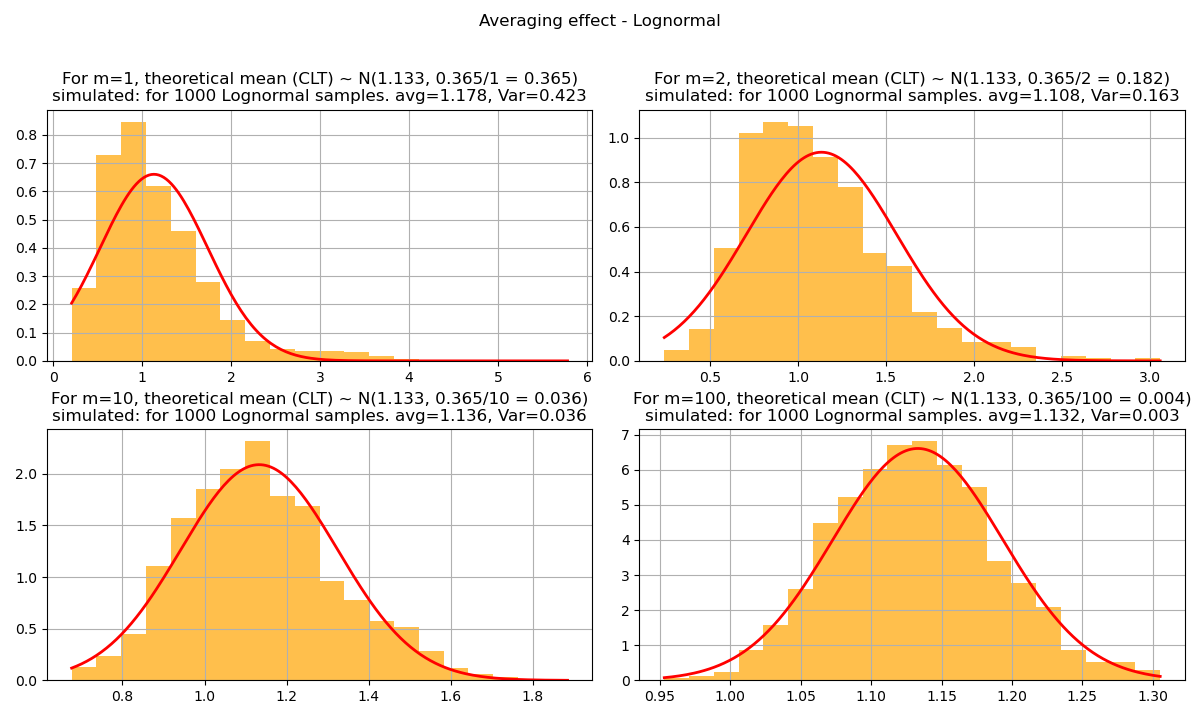 Averaging effect - Lognormal
For m=1, theoretical mean (CLT) ~ N(1.133, 0.365/1 = 0.365)
simulated: for 1000 Lognormal samples. avg=1.178, Var=0.423
0.8
0.7
0.6
0.5
0.4
0.3
0.2
0.1
0.0
0 1 2 3 4 5 6
For m=2, theoretical mean (CLT) ~ N(1.133, 0.365/2 = 0.182)
simulated: for 1000 Lognormal samples. avg=1.108, Var=0.163
1.0
0.8
0.6
0.4
0.2
0.0
0.5 1.0 1.5 2.0 2.5 3.0
For m=10, theoretical mean (CLT) ~ N(1.133, 0.365/10 = 0.036)
simulated: for 1000 Lognormal samples. avg=1.136, Var=0.036
2.0
1.5
1.0
0.5
0.0
0.8 1.0 1.2 1.4 1.6 1.8
For m=100, theoretical mean (CLT) ~ N(1.133, 0.365/100 = 0.004)
simulated: for 1000 Lognormal samples. avg=1.132, Var=0.003
7
6
5
4
3
2
1
0
0.95 1.00 1.05 1.10 1.15 1.20 1.25 1.30